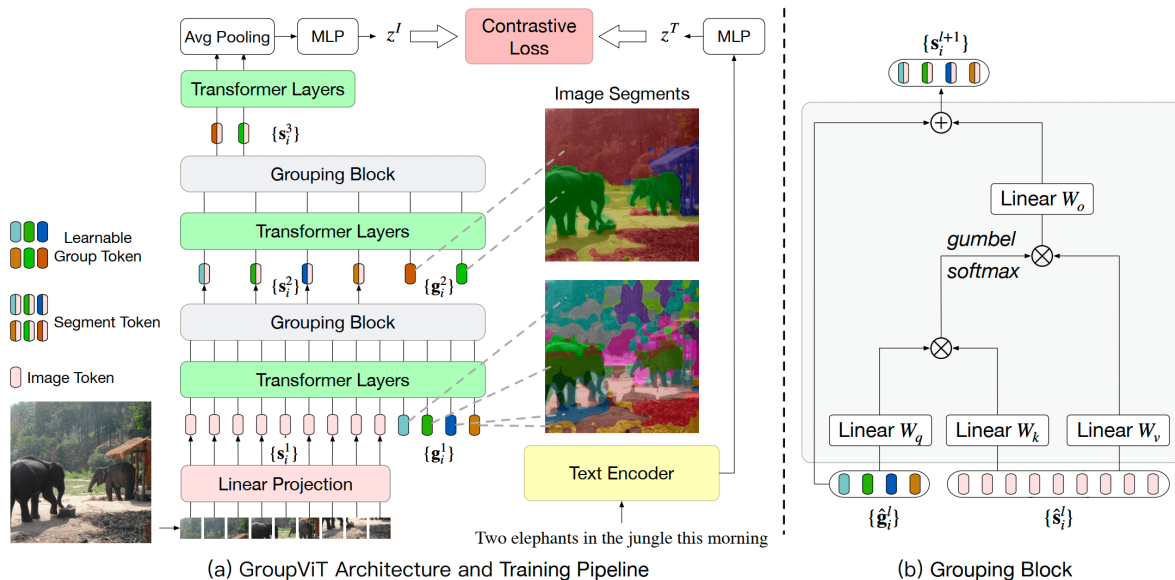 Avg Pooling
MLP
z^I
Contrastive
Loss
z^T
MLP
Transformer Layers
Image Segments
{s_i^3}
Grouping Block
Learnable
Group Token
Transformer Layers
{s_i^2}
{g_i^2}
Segment Token
Grouping Block
Image Token
Transformer Layers
{s_i^1}
{g_i^1}
Linear Projection
Text Encoder
Two elephants in the jungle this morning
(a) GroupViT Architecture and Training Pipeline
{s_i^{l+1}}
+
Linear W_o
gumbel
softmax
Linear W_q
Linear W_k
Linear W_v
{ĝ_i^l}
{ŝ_i^l}
(b) Grouping Block